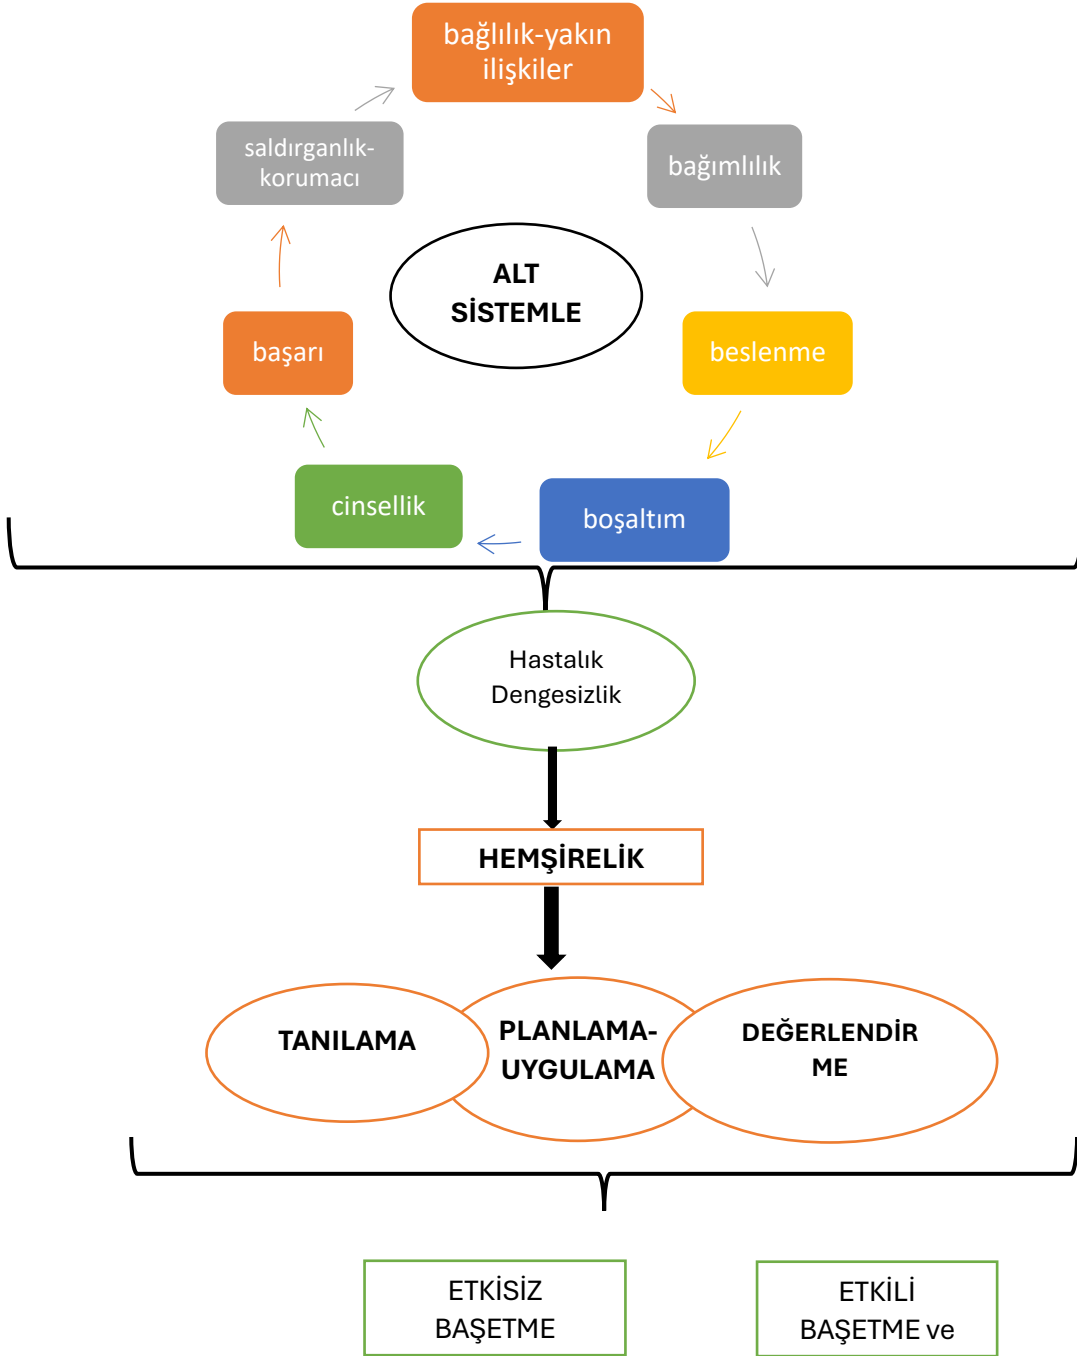 bağlılık-yakın
ilişkiler
saldırganlık-
korumacı
bağımlılık
ALT
SİSTEMLE
başarı
beslenme
cinsellik
boşaltım
Hastalık
Dengesizlik
HEMŞİRELİK
TANILAMA
PLANLAMA-
UYGULAMA
DEĞERLENDİR
ME
ETKİSİZ
BAŞETME
ETKİLİ
BAŞETME ve